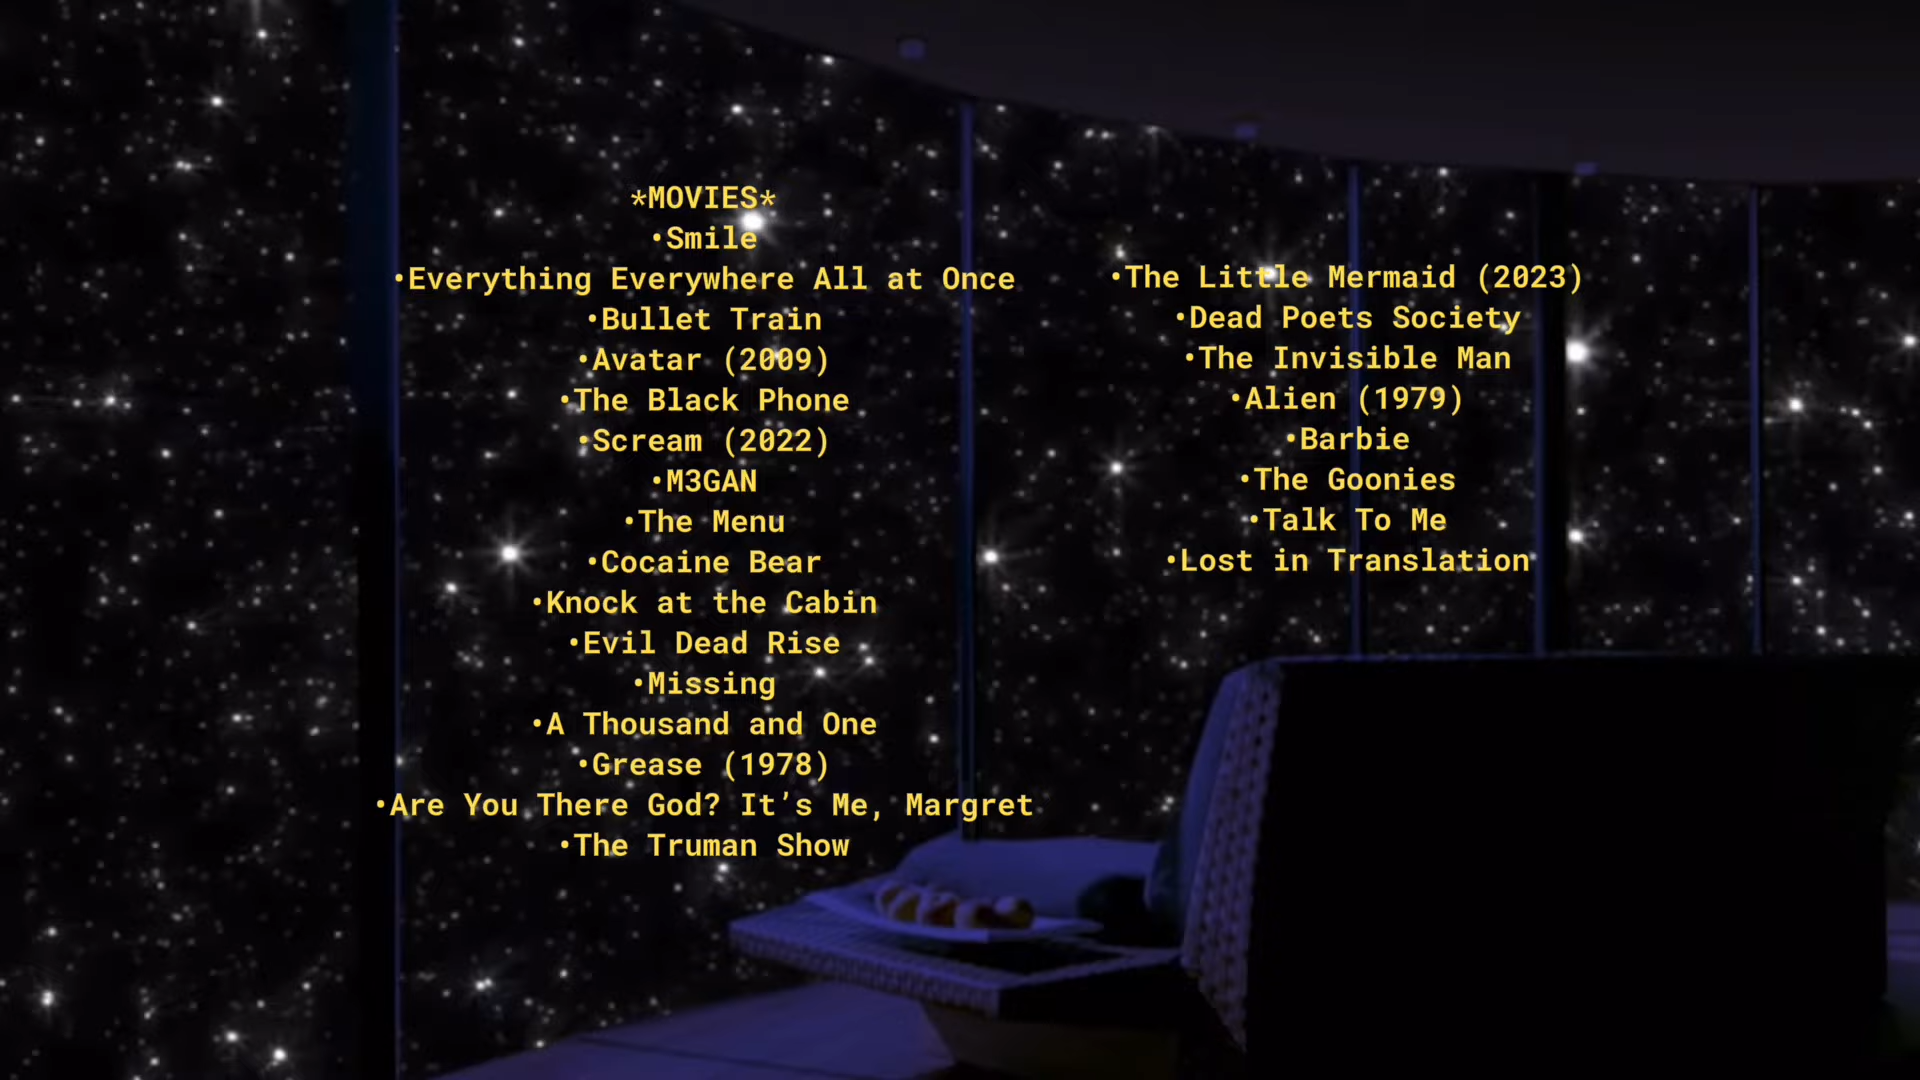 *MOVIES*
•Smile
•Everything Everywhere All at Once
•Bullet Train
•Avatar (2009)
•The Black Phone
•Scream (2022)
•M3GAN
•The Menu
•Cocaine Bear
•Knock at the Cabin
•Evil Dead Rise
•Missing
•A Thousand and One
•Grease (1978)
•Are You There God? It’s Me, Margret
•The Truman Show
•The Little Mermaid (2023)
•Dead Poets Society
•The Invisible Man
•Alien (1979)
•Barbie
•The Goonies
•Talk To Me
•Lost in Translation